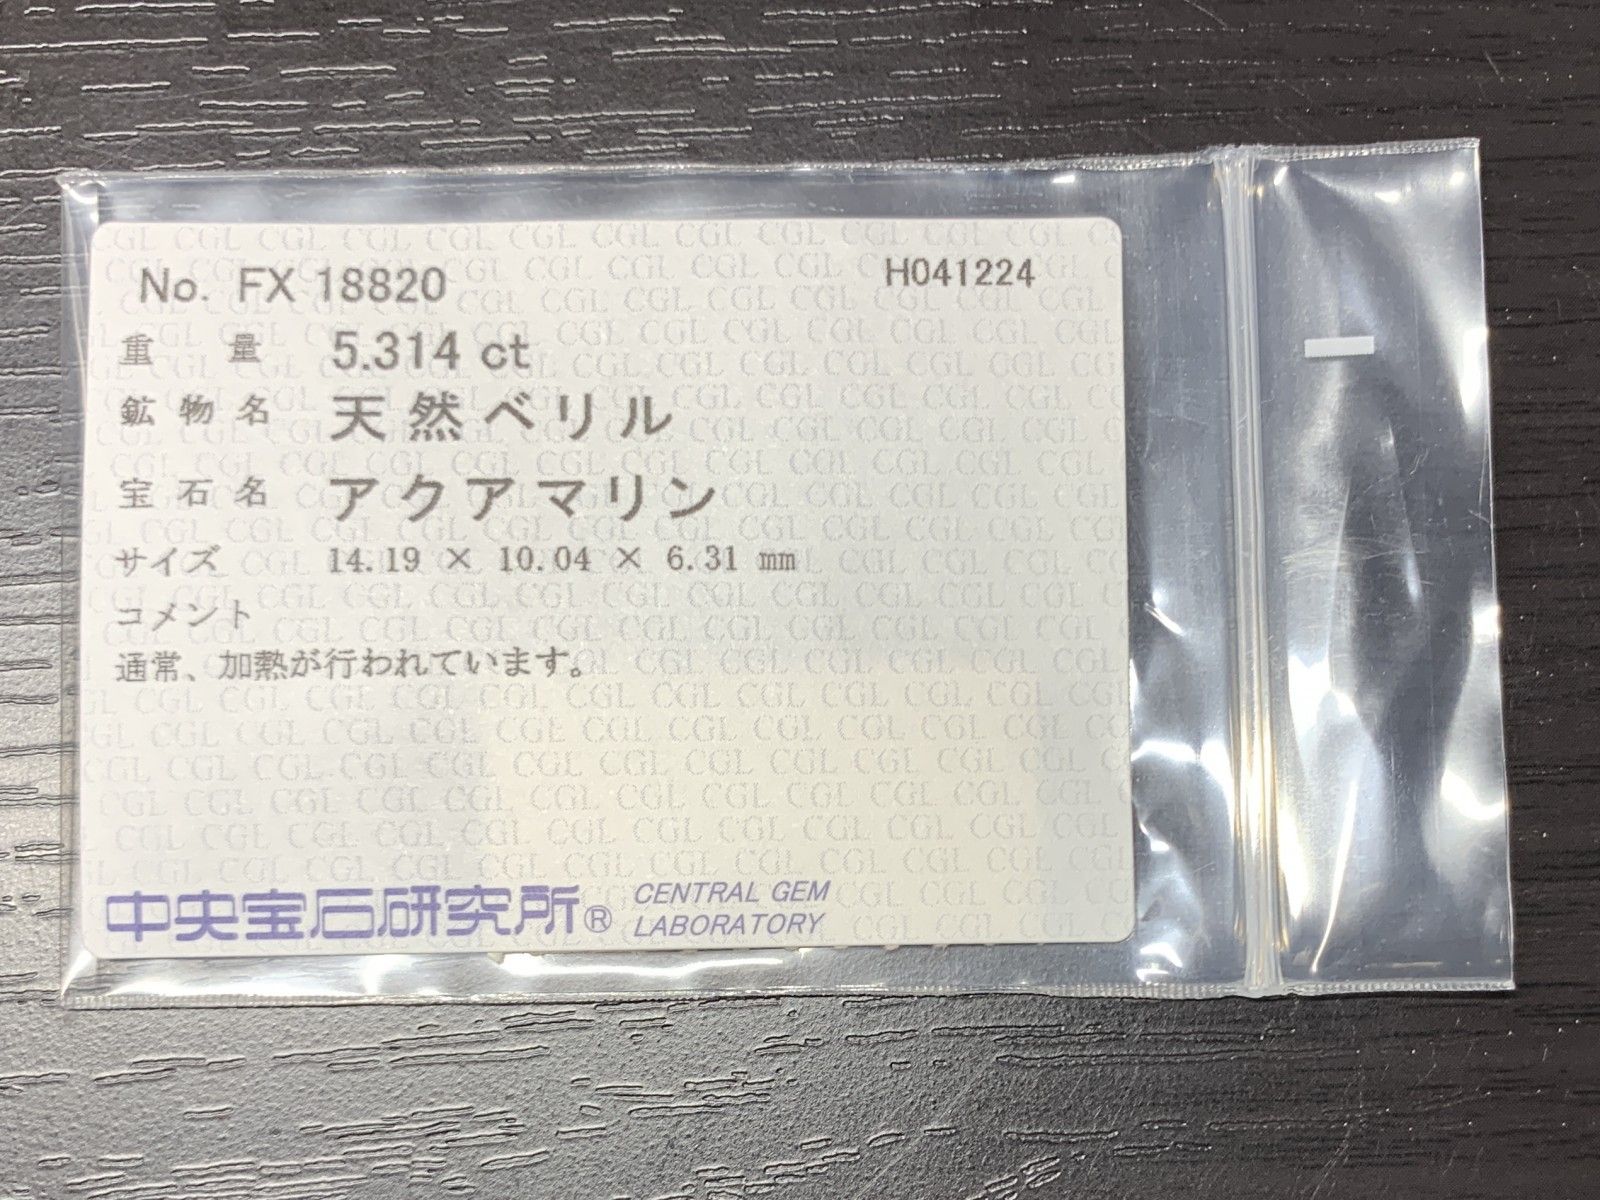 No. FX 18820 H041224
重量 5.314 ct
鉱物名 天然ベリル
宝石名 アクアマリン
サイズ 14.19 × 10.04 × 6.31 mm
コメント
通常、加熱が行われています。
中央宝石研究所® CENTRAL GEM
LABORATORY